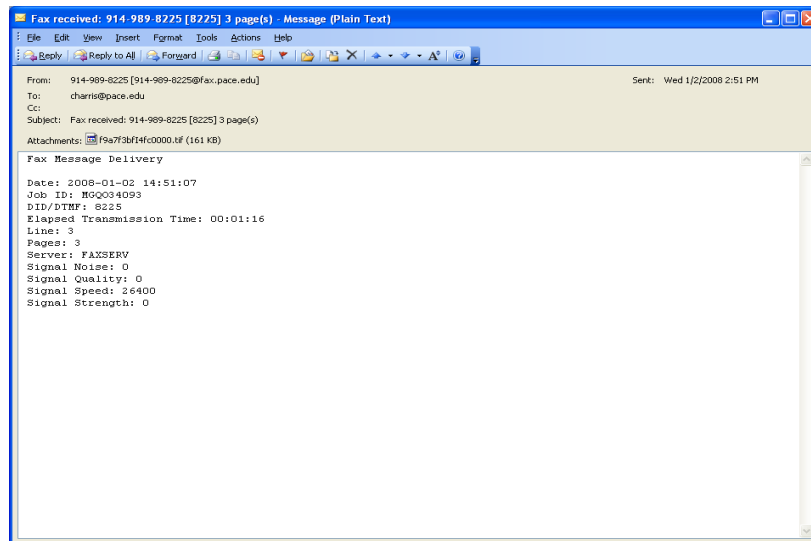 Fax received: 914-989-8225 [8225] 3 page(s) - Message (Plain Text)
File Edit View Insert Format Tools Actions Help
Reply Reply to All Forward
From: 914-989-8225 [914-989-8225@fax.pace.edu] Sent: Wed 1/2/2008 2:51 PM
To: charris@pace.edu
Cc:
Subject: Fax received: 914-989-8225 [8225] 3 page(s)
Attachments: f9a7f3bfI4fc0000.tif (161 KB)
Fax Message Delivery
Date: 2008-01-02 14:51:07
Job ID: MGQO34093
DID/DTMF: 8225
Elapsed Transmission Time: 00:01:16
Line: 3
Pages: 3
Server: FAXSERV
Signal Noise: 0
Signal Quality: 0
Signal Speed: 26400
Signal Strength: 0